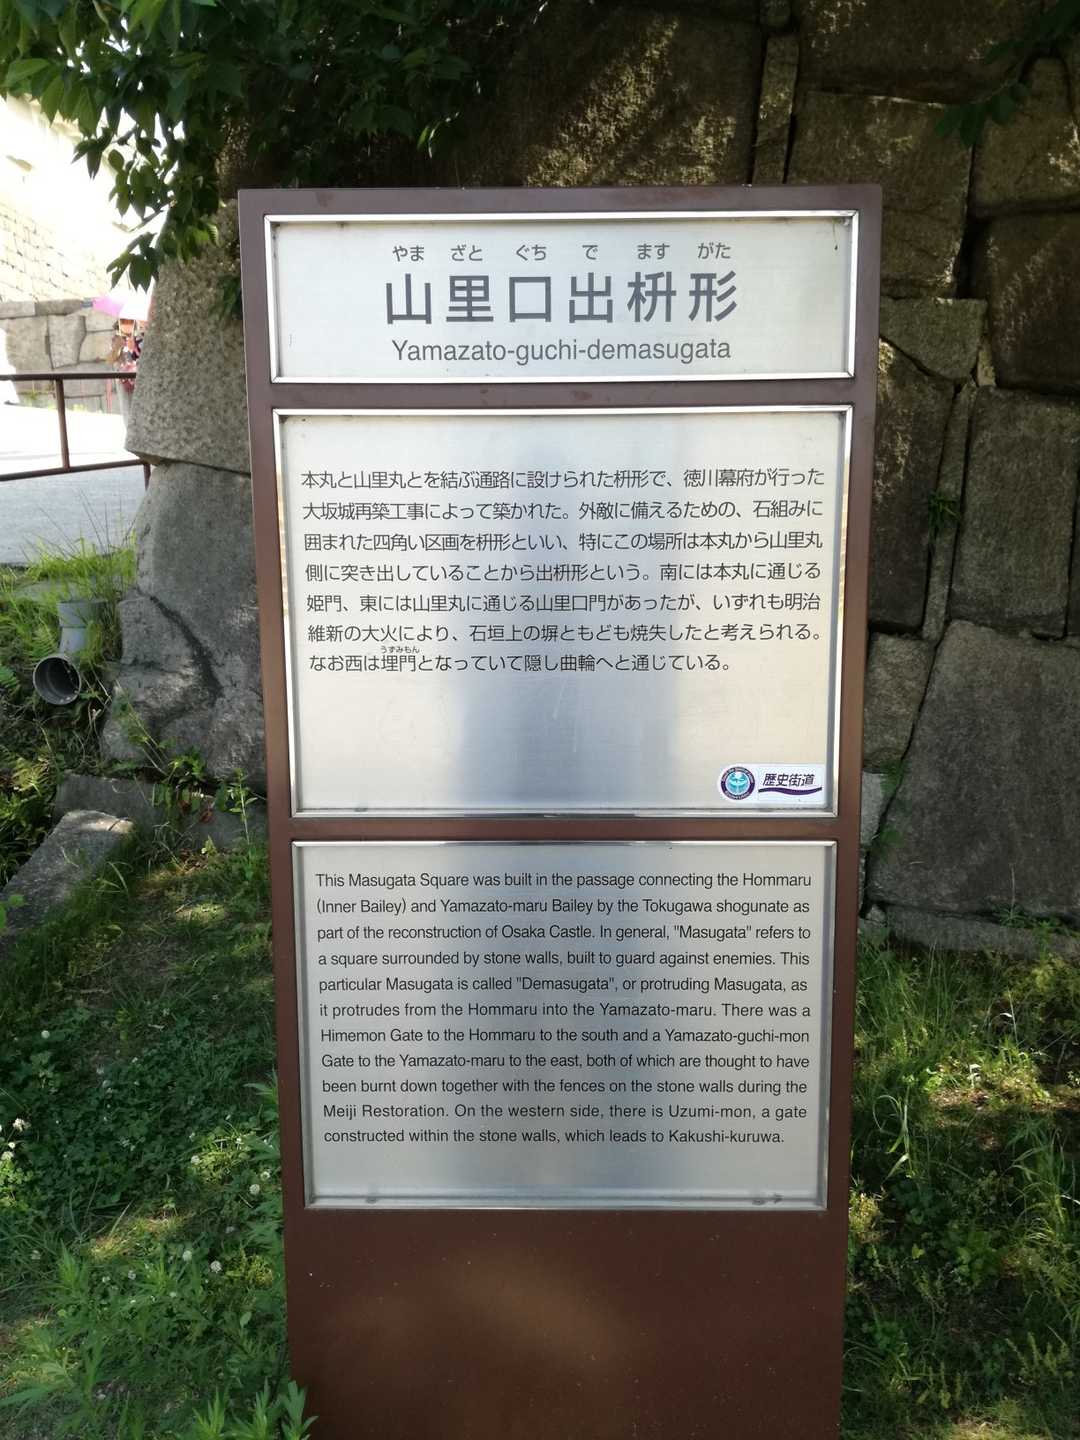 やま ざと ぐち で ます がた
山里口出枡形
Yamazato-guchi-demasugata
本丸と山里丸とを結ぶ通路に設けられた枡形で、徳川幕府が行った
大坂城再築工事によって築かれた。外敵に備えるための、石組みに
囲まれた四角い区画を枡形といい、特にこの場所は本丸から山里丸
側に突き出していることから出枡形という。南には本丸に通じる
姫門、東には山里丸に通じる山里口門があったが、いずれも明治
維新の大火により、石垣上の塀ともども焼失したと考えられる。
うずみもん
なお西は埋門となっていて隠し曲輪へと通じている。
歴史街道
This Masugata Square was built in the passage connecting the Hommaru
(Inner Bailey) and Yamazato-maru Bailey by the Tokugawa shogunate as
part of the reconstruction of Osaka Castle. In general, "Masugata" refers to
a square surrounded by stone walls, built to guard against enemies. This
particular Masugata is called "Demasugata", or protruding Masugata, as
it protrudes from the Hommaru into the Yamazato-maru. There was a
Himemon Gate to the Hommaru to the south and a Yamazato-guchi-mon
Gate to the Yamazato-maru to the east, both of which are thought to have
been burnt down together with the fences on the stone walls during the
Meiji Restoration. On the western side, there is Uzumi-mon, a gate
constructed within the stone walls, which leads to Kakushi-kuruwa.